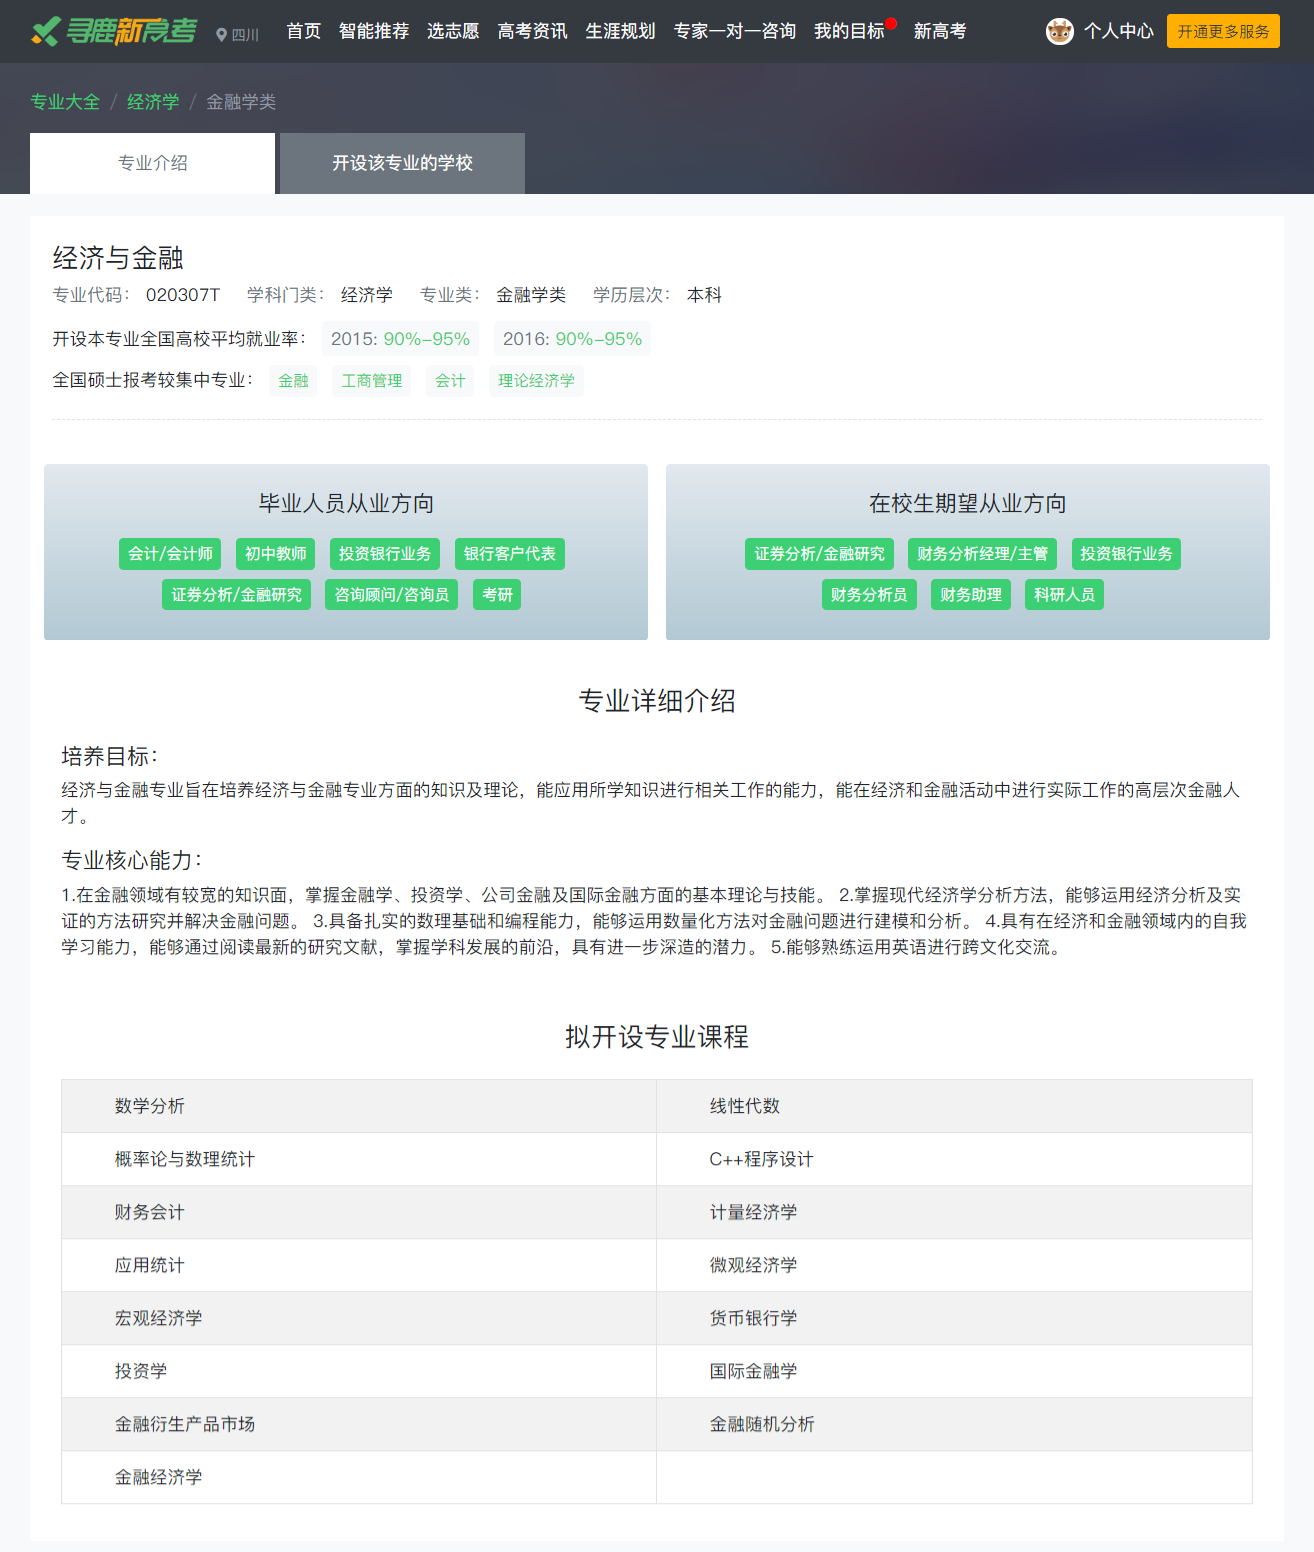 寻鹿新高考 四川 首页 智能推荐 选志愿 高考资讯 生涯规划 专家一对一咨询 我的目标 新高考 个人中心 开通更多服务
专业大全 / 经济学 / 金融学类
专业介绍 开设该专业的学校
经济与金融
专业代码： 020307T 学科门类： 经济学 专业类： 金融学类 学历层次： 本科
开设本专业全国高校平均就业率： 2015: 90%-95% 2016: 90%-95%
全国硕士报考较集中专业： 金融 工商管理 会计 理论经济学
毕业人员从业方向
会计/会计师 初中教师 投资银行业务 银行客户代表
证券分析/金融研究 咨询顾问/咨询员 考研
在校生期望从业方向
证券分析/金融研究 财务分析经理/主管 投资银行业务
财务分析员 财务助理 科研人员
专业详细介绍
培养目标：
经济与金融专业旨在培养经济与金融专业方面的知识及理论，能应用所学知识进行相关工作的能力，能在经济和金融活动中进行实际工作的高层次金融人
才。
专业核心能力：
1.在金融领域有较宽的知识面，掌握金融学、投资学、公司金融及国际金融方面的基本理论与技能。 2.掌握现代经济学分析方法，能够运用经济分析及实
证的方法研究并解决金融问题。 3.具备扎实的数理基础和编程能力，能够运用数量化方法对金融问题进行建模和分析。 4.具有在经济和金融领域内的自我
学习能力，能够通过阅读最新的研究文献，掌握学科发展的前沿，具有进一步深造的潜力。 5.能够熟练运用英语进行跨文化交流。
拟开设专业课程
数学分析 线性代数
概率论与数理统计 C++程序设计
财务会计 计量经济学
应用统计 微观经济学
宏观经济学 货币银行学
投资学 国际金融学
金融衍生产品市场 金融随机分析
金融经济学